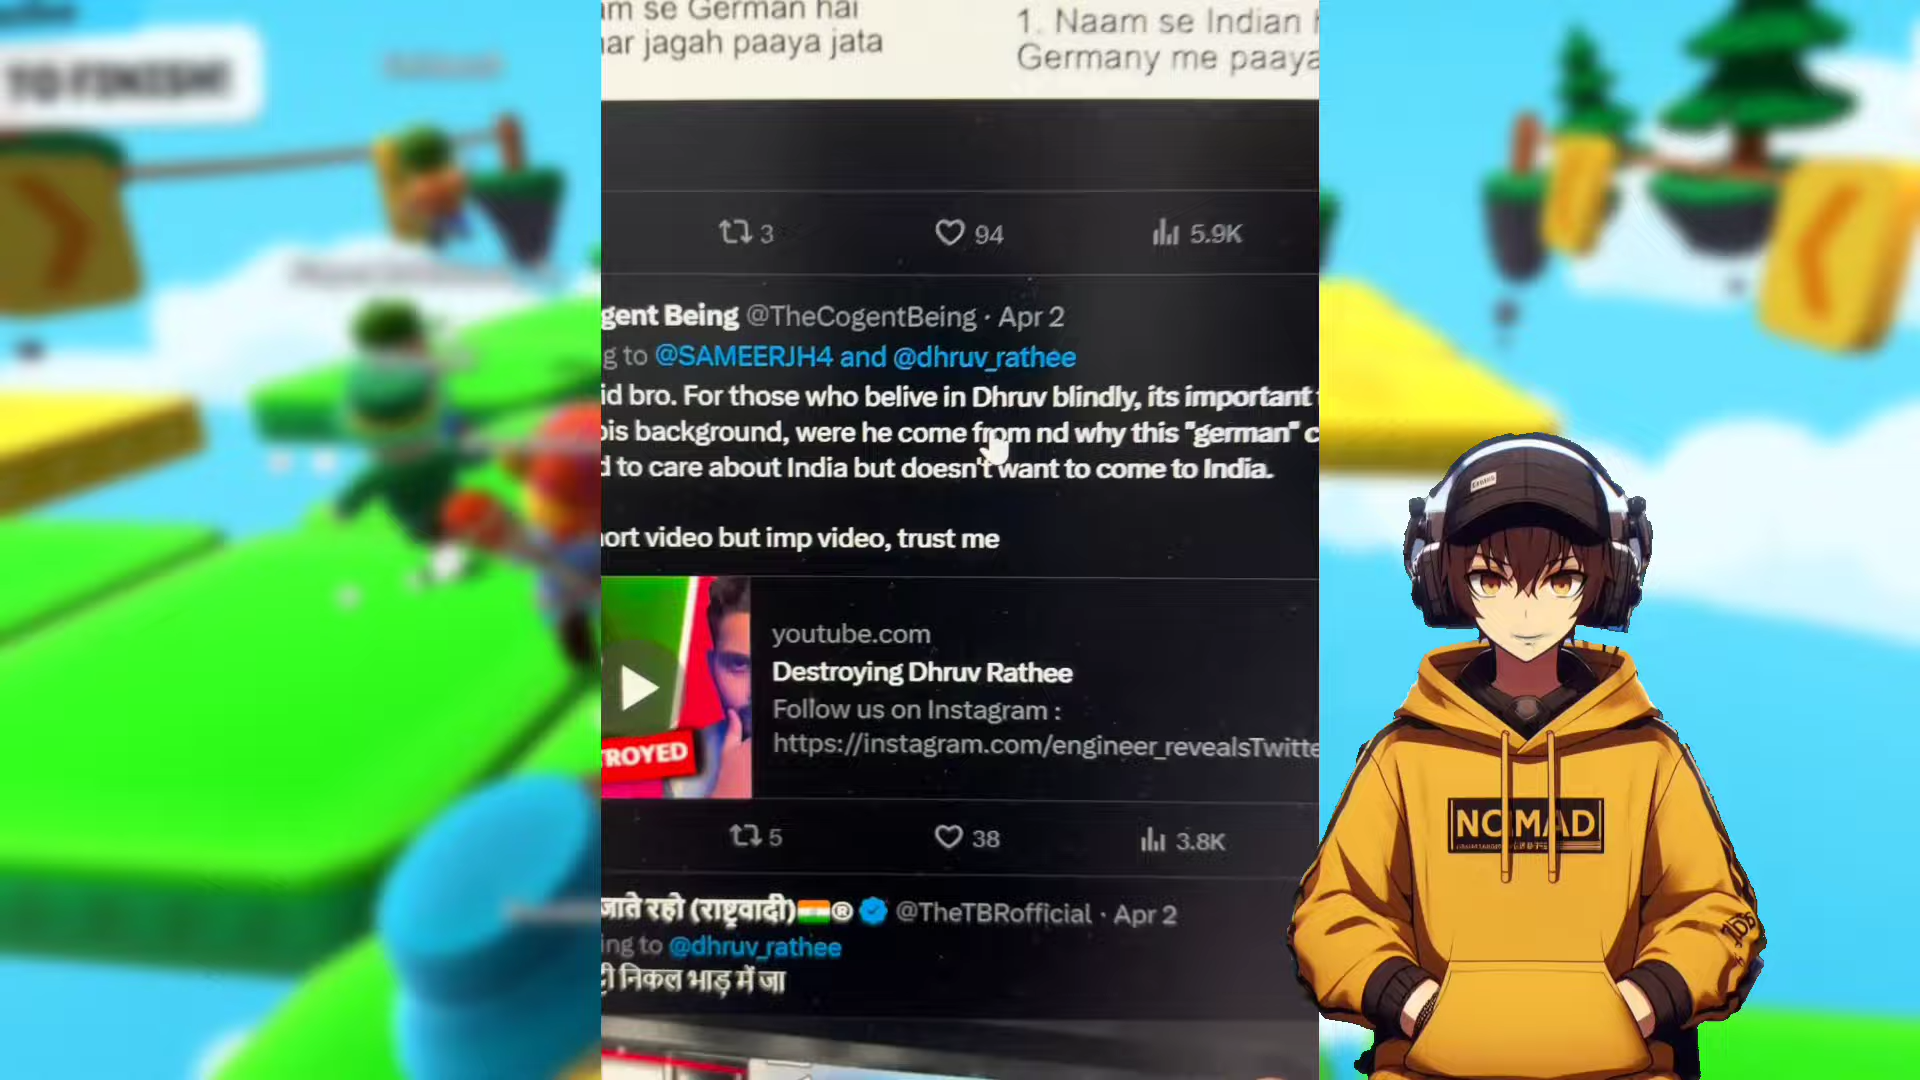 TO FINISH!
m se German hai
ar jagah paaya jata
1. Naam se Indian
Germany me paaya
3
94
5.9K
gent Being @TheCogentBeing · Apr 2
g to @SAMEERJH4 and @dhruv_rathee
id bro. For those who belive in Dhruv blindly, its important
is background, were he come from nd why this "german" c
d to care about India but doesn't want to come to India.
ort video but imp video, trust me
youtube.com
Destroying Dhruv Rathee
Follow us on Instagram :
https://instagram.com/engineer_revealsTwitte
TROYED
5
38
3.8K
जाते रहो (राष्ट्रवादी)🇮🇳® @TheTBRofficial · Apr 2
ing to @dhruv_rathee
ी निकल भाड़ में जा
NOMAD